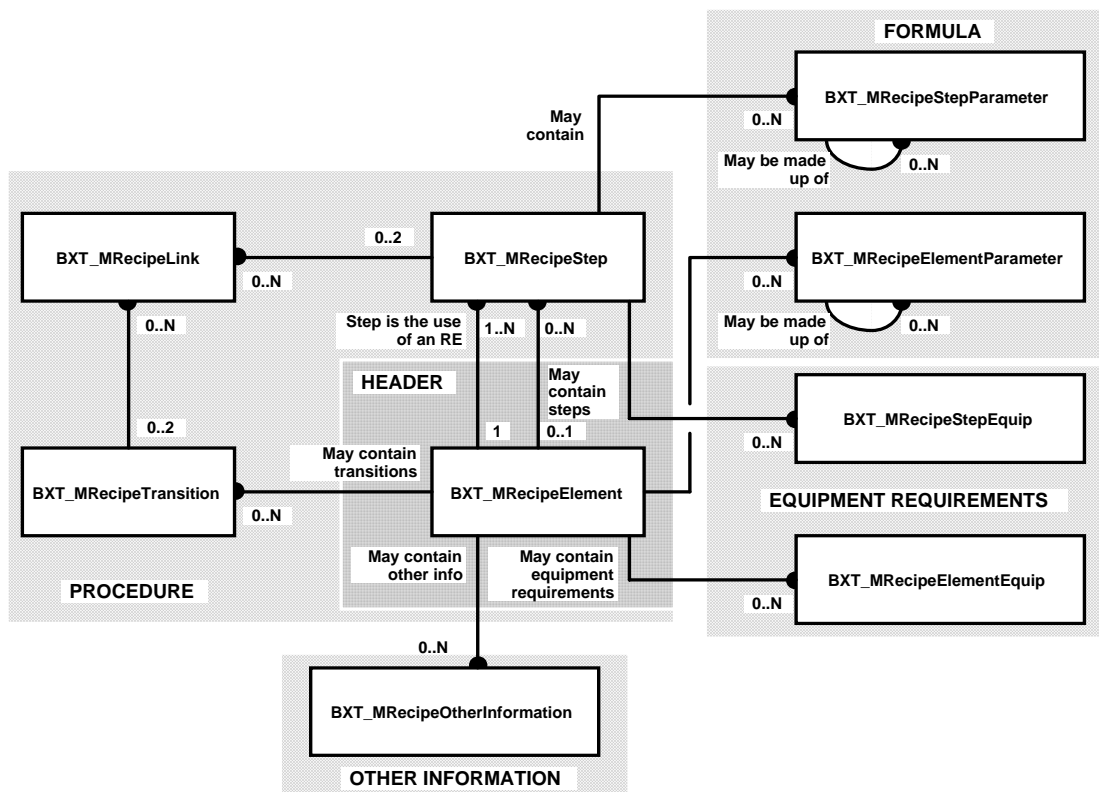 FORMULA
BXT_MRecipeStepParameter
May
contain
0..N
May be made
up of
0..N
BXT_MRecipeLink
0..2
0..N
BXT_MRecipeStep
BXT_MRecipeElementParameter
0..N
May be made
up of
0..N
0..N
Step is the use
of an RE
1..N
0..N
HEADER
May
contain
steps
1
0..1
BXT_MRecipeStepEquip
0..N
0..2
May contain
transitions
BXT_MRecipeTransition
0..N
BXT_MRecipeElement
EQUIPMENT REQUIREMENTS
May contain
other info
May contain
equipment
requirements
BXT_MRecipeElementEquip
0..N
PROCEDURE
0..N
BXT_MRecipeOtherInformation
OTHER INFORMATION